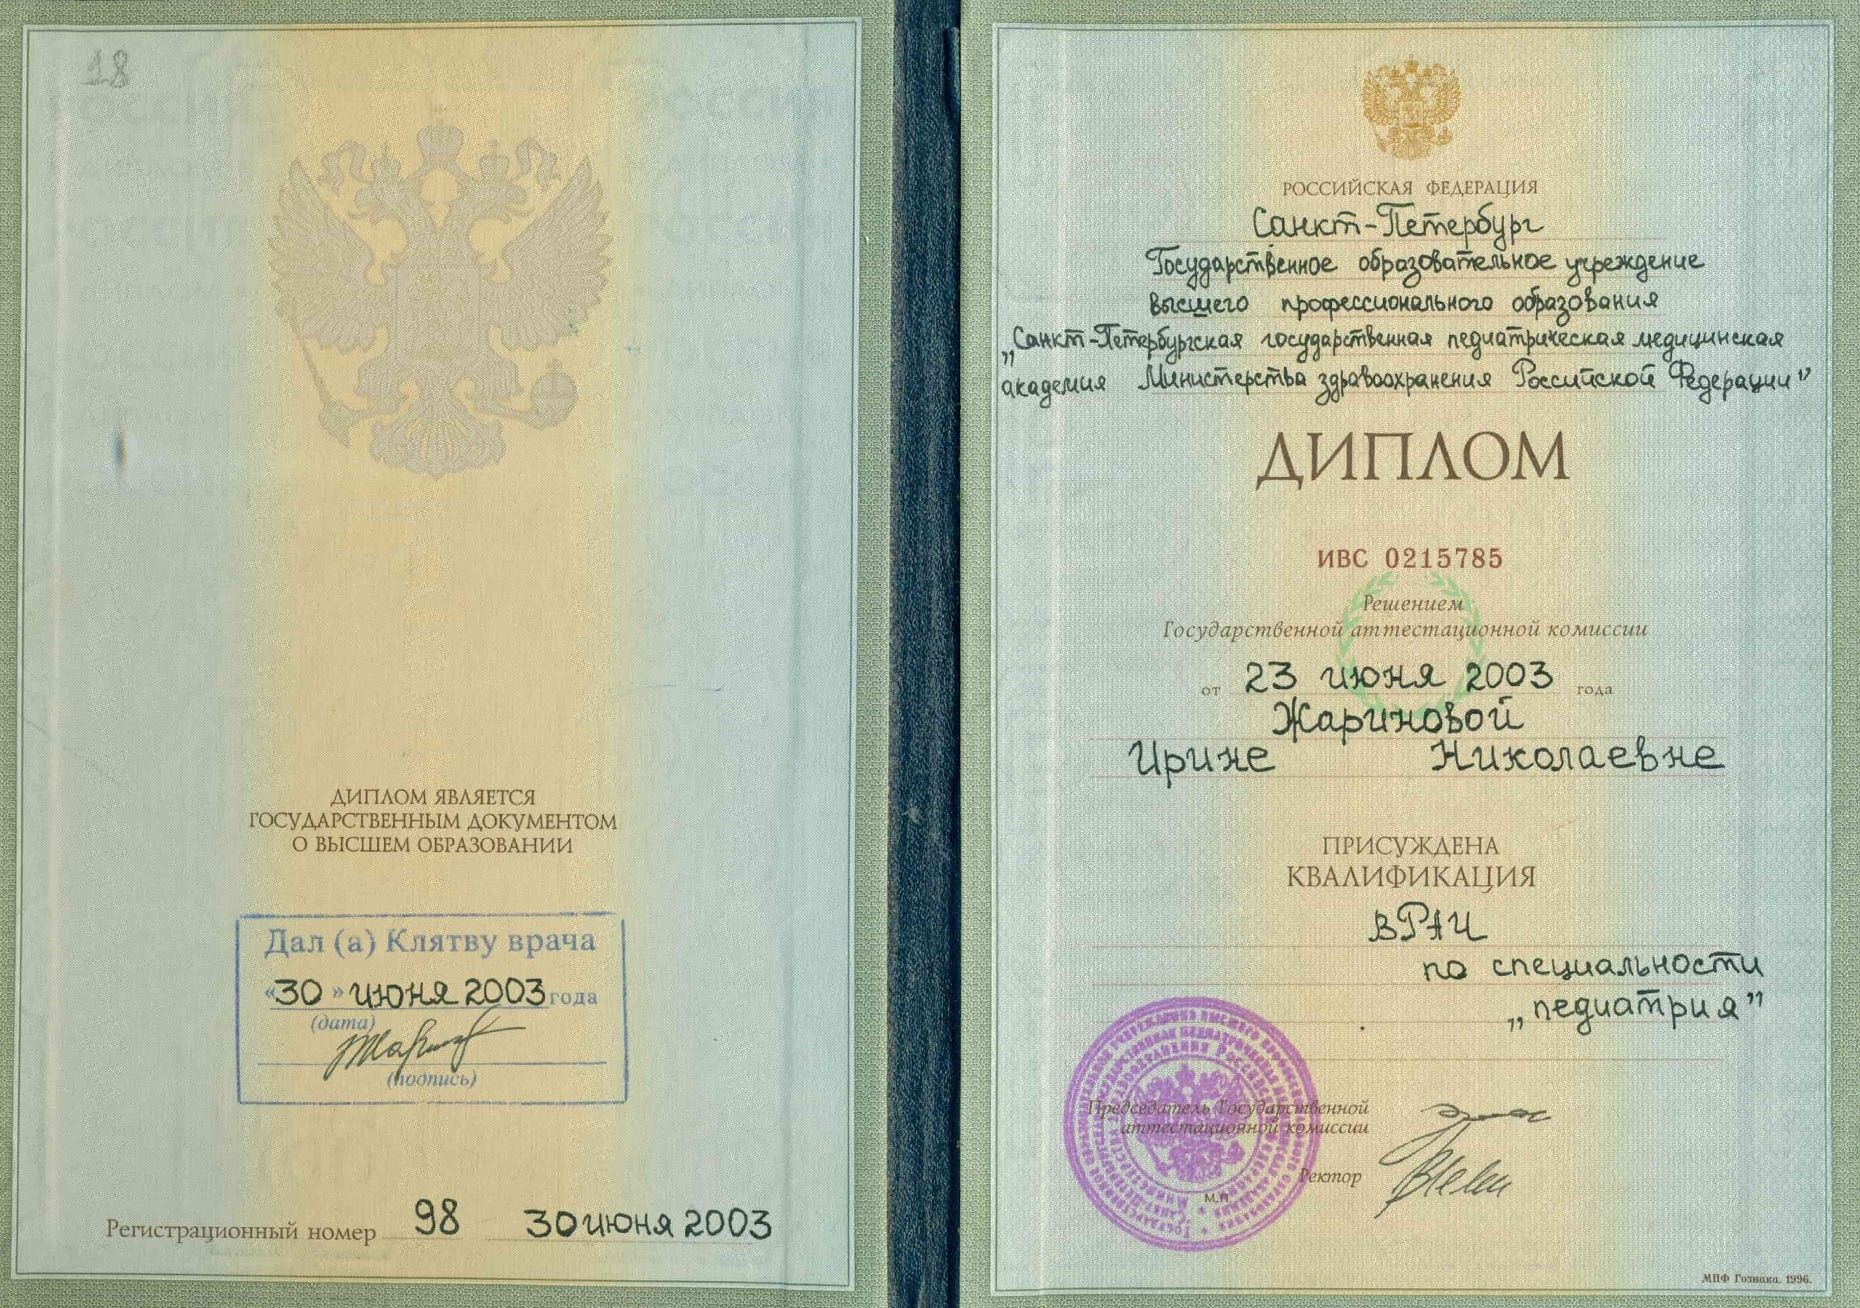 18
ДИПЛОМ ЯВЛЯЕТСЯ
ГОСУДАРСТВЕННЫМ ДОКУМЕНТОМ
О ВЫСШЕМ ОБРАЗОВАНИИ
Дал (а) Клятву врача
«30» июня 2003 года
(дата)
(подпись)
Регистрационный номер 98 30 июня 2003
РОССИЙСКАЯ ФЕДЕРАЦИЯ
Санкт-Петербург
Государственное образовательное учреждение
высшего профессионального образования
„Санкт-Петербургская государственная педиатрическая медицинская
академия Министерства здравоохранения Российской Федерации"
ДИПЛОМ
ИВС 0215785
Решением
Государственной аттестационной комиссии
от 23 июня 2003 года
Жариновой
Ирине Николаевне
ПРИСУЖДЕНА
КВАЛИФИКАЦИЯ
ВРАЧ
по специальности
„педиатрия"
Председатель Государственной
аттестационной комиссии
Ректор
М.П.
МПФ Гознака. 1996.